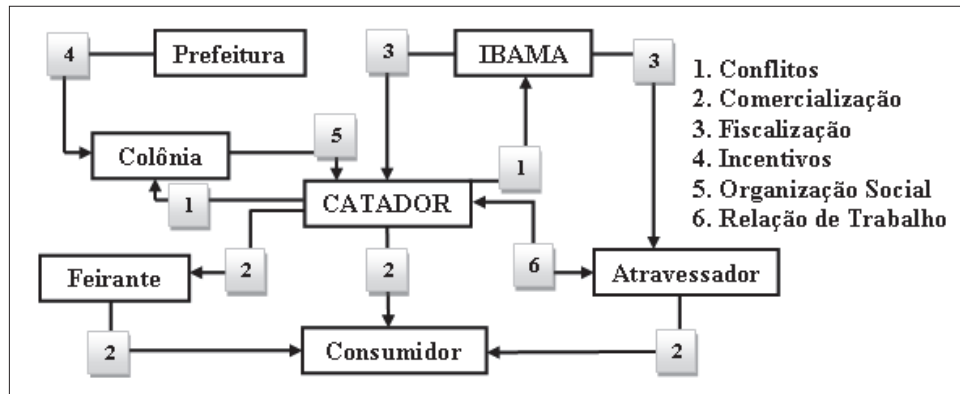 4
Prefeitura
3
IBAMA
3
1. Conflitos
2. Comercialização
3. Fiscalização
4. Incentivos
5. Organização Social
6. Relação de Trabalho
Colônia
5
1
CATADOR
1
Feirante
2
2
6
Atravessador
2
Consumidor
2